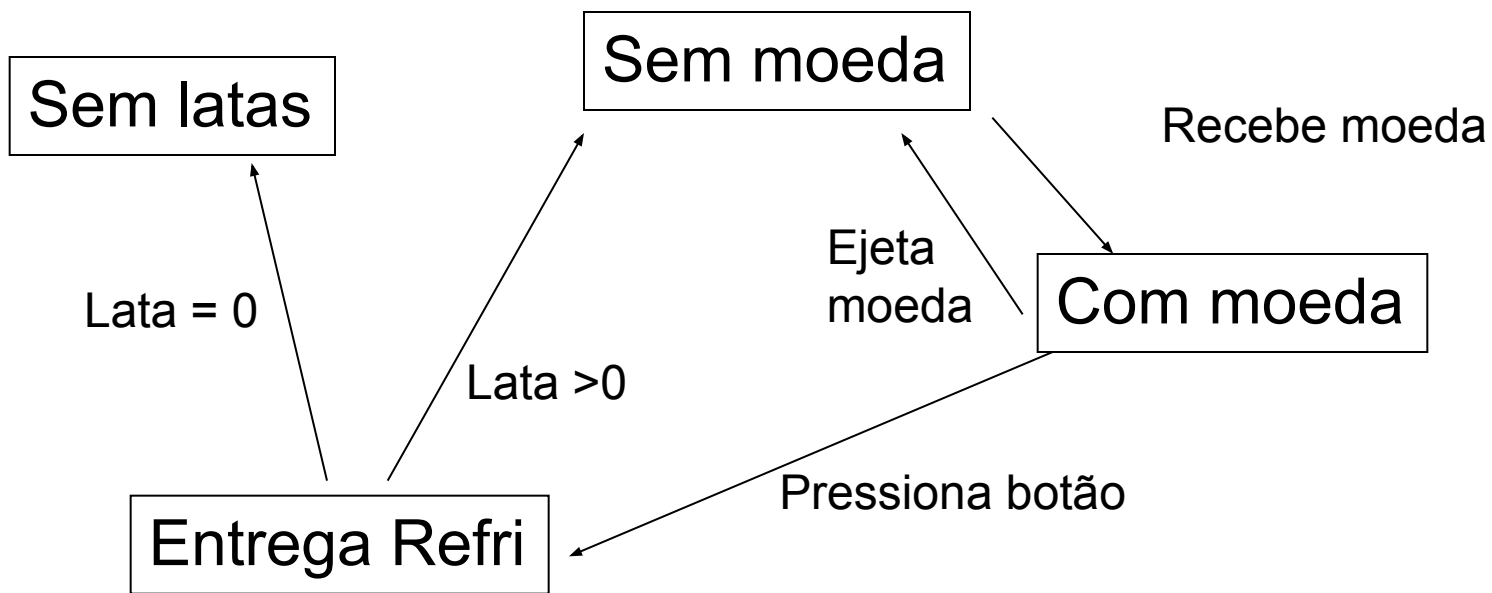 Sem moeda
Sem latas
Recebe moeda
Ejeta
moeda
Com moeda
Lata = 0
Lata >0
Pressiona botão
Entrega Refri